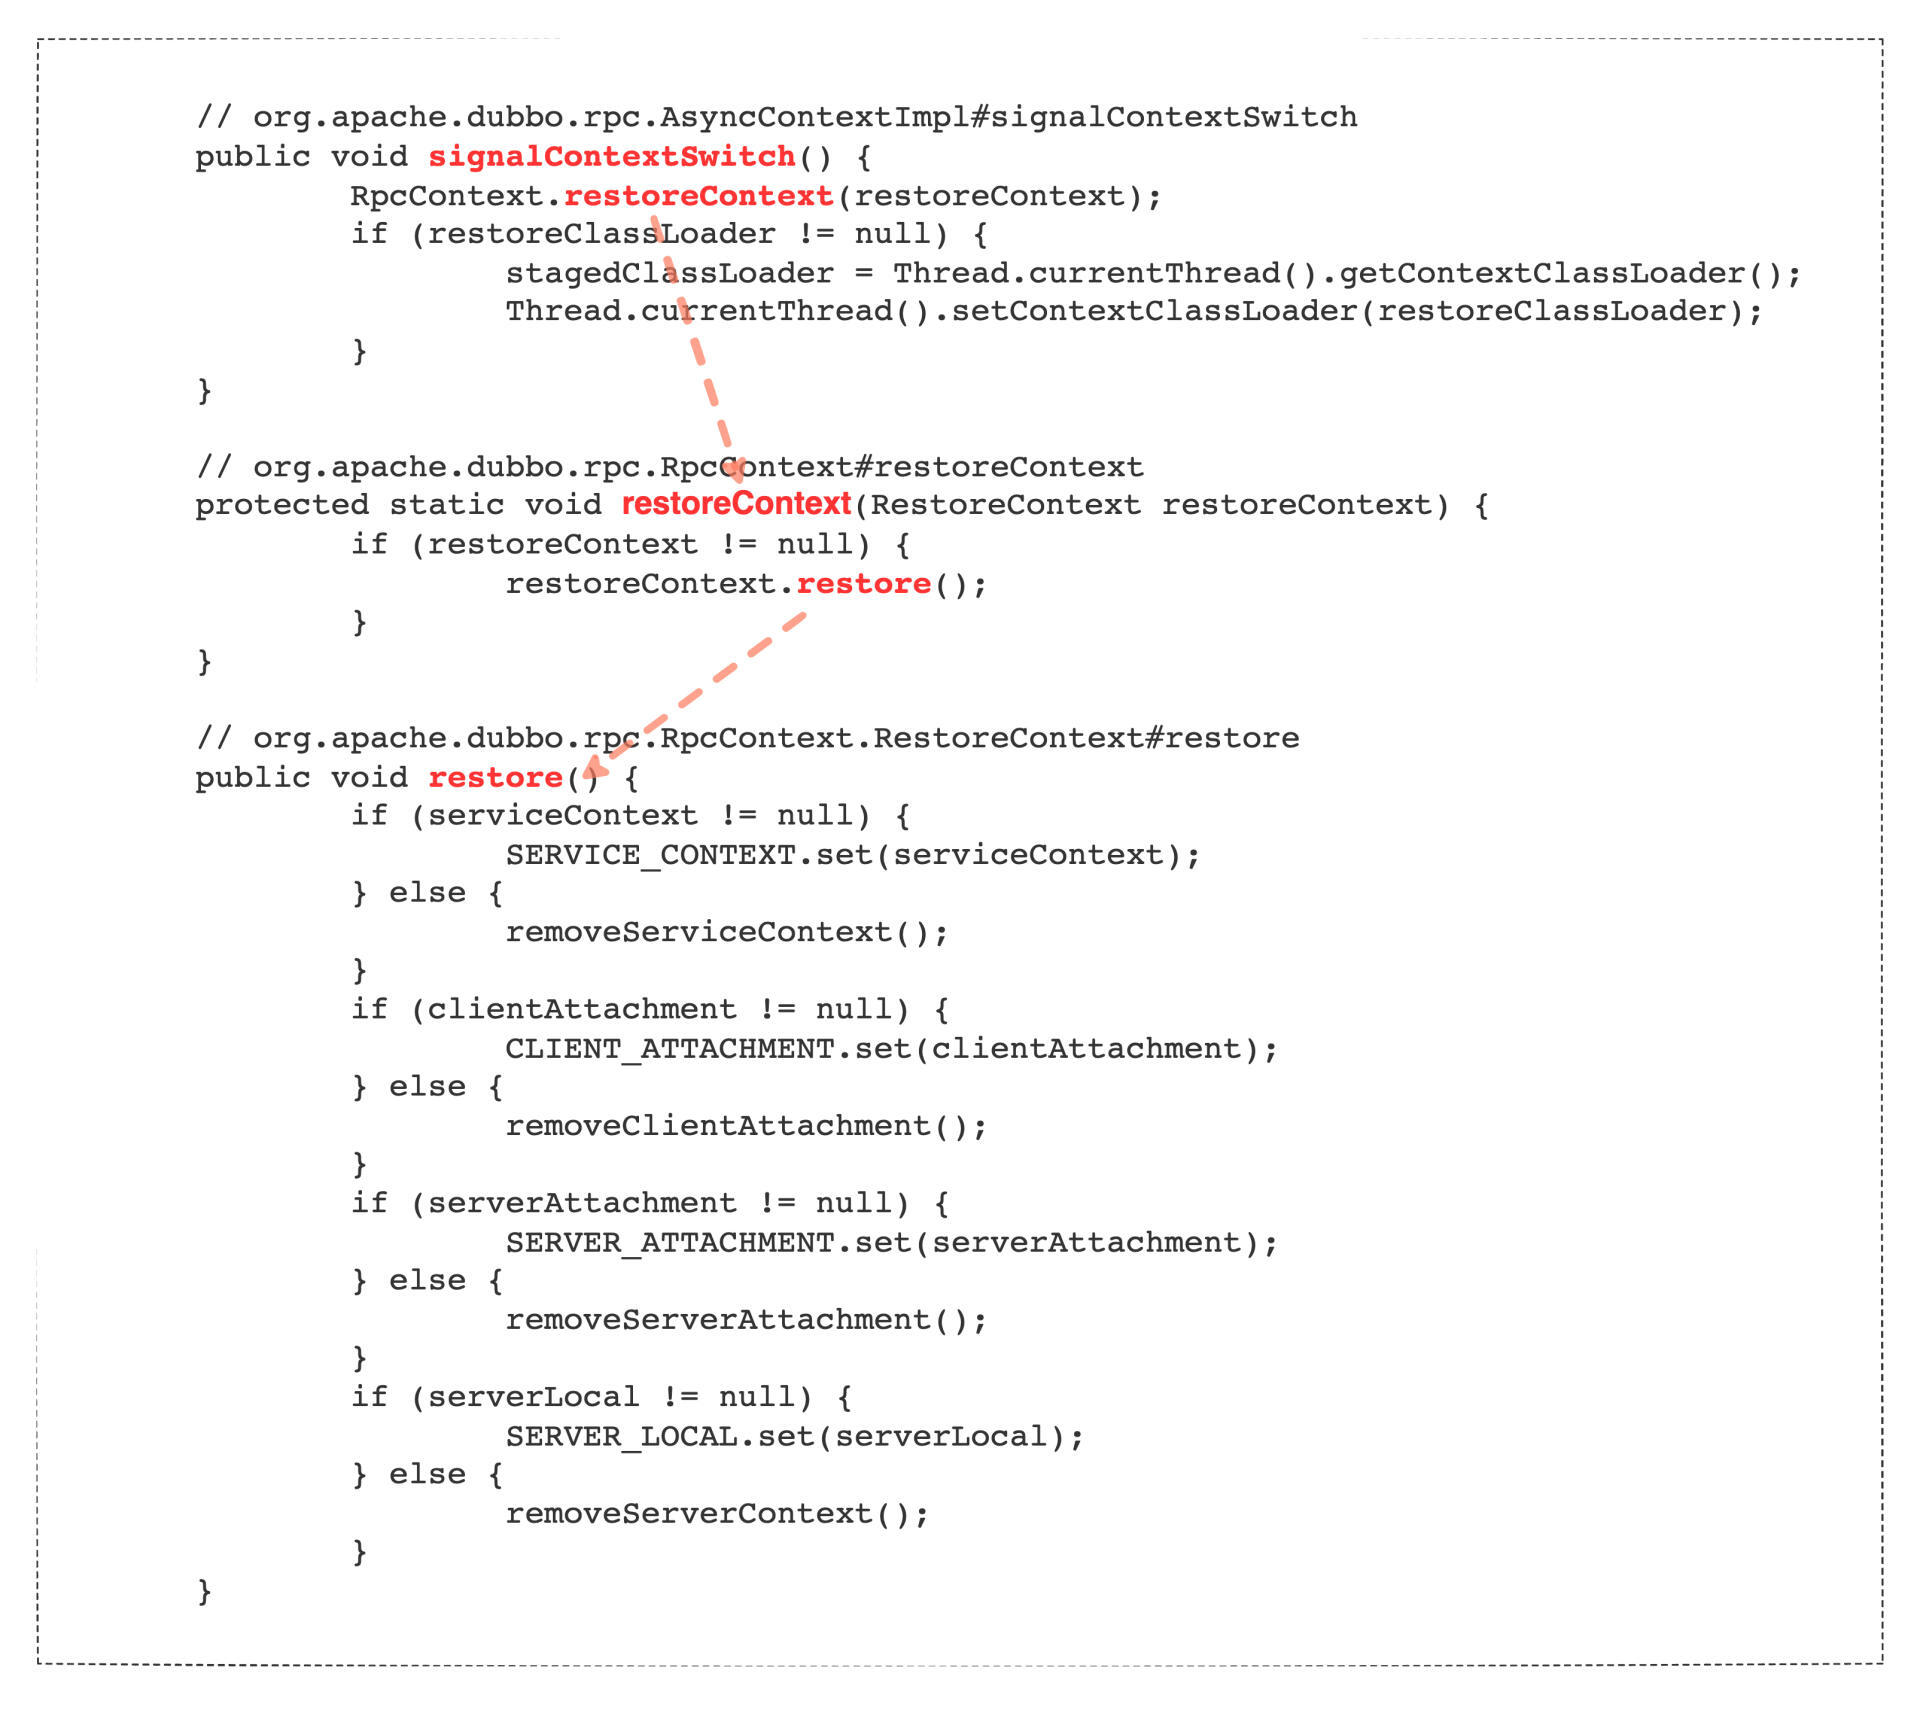 // org.apache.dubbo.rpc.AsyncContextImpl#signalContextSwitch
public void signalContextSwitch() {
RpcContext.restoreContext(restoreContext);
if (restoreClassLoader != null) {
stagedClassLoader = Thread.currentThread().getContextClassLoader();
Thread.currentThread().setContextClassLoader(restoreClassLoader);
}
}
// org.apache.dubbo.rpc.RpcContext#restoreContext
protected static void restoreContext(RestoreContext restoreContext) {
if (restoreContext != null) {
restoreContext.restore();
}
}
// org.apache.dubbo.rpc.RpcContext.RestoreContext#restore
public void restore() {
if (serviceContext != null) {
SERVICE_CONTEXT.set(serviceContext);
} else {
removeServiceContext();
}
if (clientAttachment != null) {
CLIENT_ATTACHMENT.set(clientAttachment);
} else {
removeClientAttachment();
}
if (serverAttachment != null) {
SERVER_ATTACHMENT.set(serverAttachment);
} else {
removeServerAttachment();
}
if (serverLocal != null) {
SERVER_LOCAL.set(serverLocal);
} else {
removeServerContext();
}
}